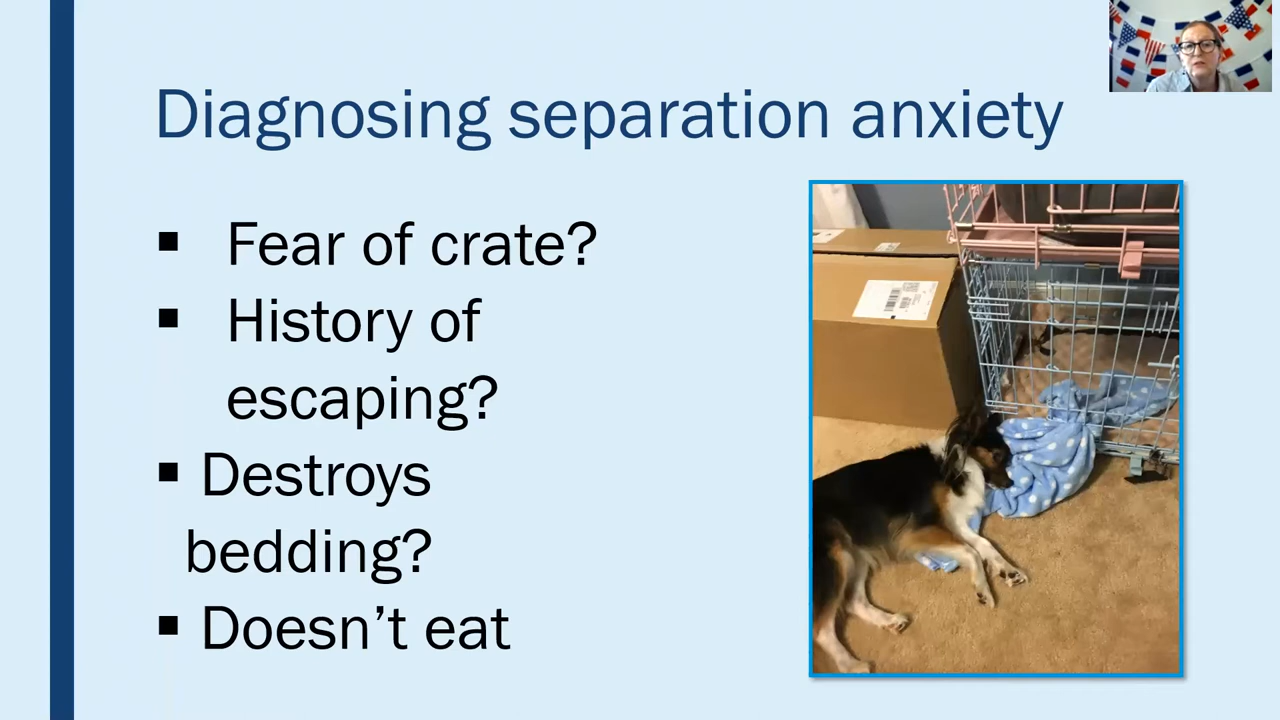 Diagnosing separation anxiety
▪ Fear of crate?
▪ History of
escaping?
▪ Destroys
bedding?
▪ Doesn’t eat